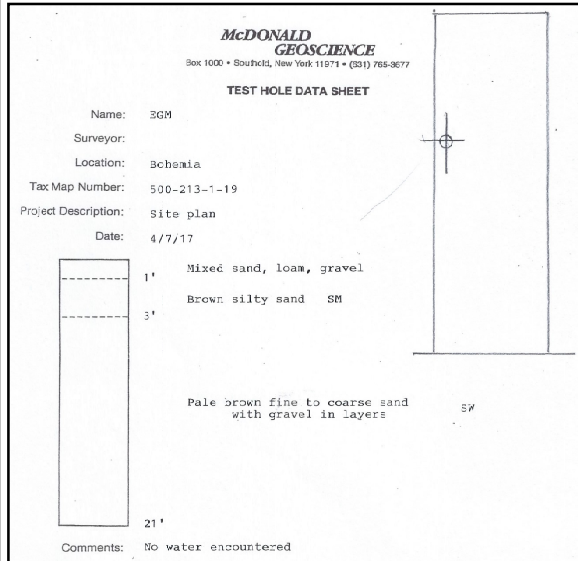 McDONALD
GEOSCIENCE
Box 1000 • Southold, New York 11971 • (631) 765-3677
TEST HOLE DATA SHEET
Name: EGM
Surveyor:
Location: Bohemia
Tax Map Number: 500-213-1-19
Project Description: Site plan
Date: 4/7/17
Mixed sand, loam, gravel
1'
Brown silty sand SM
3'
Pale brown fine to coarse sand
with gravel in layers
SW
21'
Comments: No water encountered